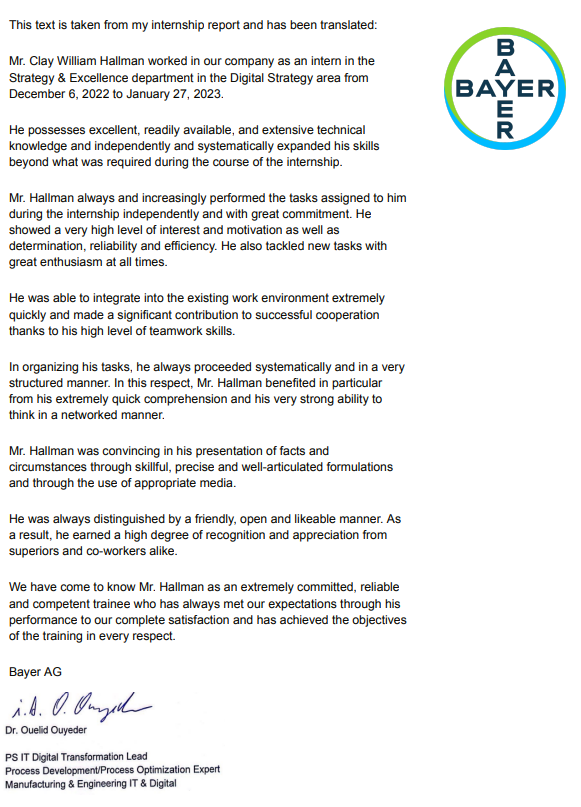 This text is taken from my internship report and has been translated:
Mr. Clay William Hallman worked in our company as an intern in the
Strategy & Excellence department in the Digital Strategy area from
December 6, 2022 to January 27, 2023.
He possesses excellent, readily available, and extensive technical
knowledge and independently and systematically expanded his skills
beyond what was required during the course of the internship.
Mr. Hallman always and increasingly performed the tasks assigned to him
during the internship independently and with great commitment. He
showed a very high level of interest and motivation as well as
determination, reliability and efficiency. He also tackled new tasks with
great enthusiasm at all times.
He was able to integrate into the existing work environment extremely
quickly and made a significant contribution to successful cooperation
thanks to his high level of teamwork skills.
In organizing his tasks, he always proceeded systematically and in a very
structured manner. In this respect, Mr. Hallman benefited in particular
from his extremely quick comprehension and his very strong ability to
think in a networked manner.
Mr. Hallman was convincing in his presentation of facts and
circumstances through skillful, precise and well-articulated formulations
and through the use of appropriate media.
He was always distinguished by a friendly, open and likeable manner. As
a result, he earned a high degree of recognition and appreciation from
superiors and co-workers alike.
We have come to know Mr. Hallman as an extremely committed, reliable
and competent trainee who has always met our expectations through his
performance to our complete satisfaction and has achieved the objectives
of the training in every respect.
Bayer AG
i.A. O. Ouyeder
Dr. Ouelid Ouyeder
PS IT Digital Transformation Lead
Process Development/Process Optimization Expert
Manufacturing & Engineering IT & Digital
BAYER
BAYER